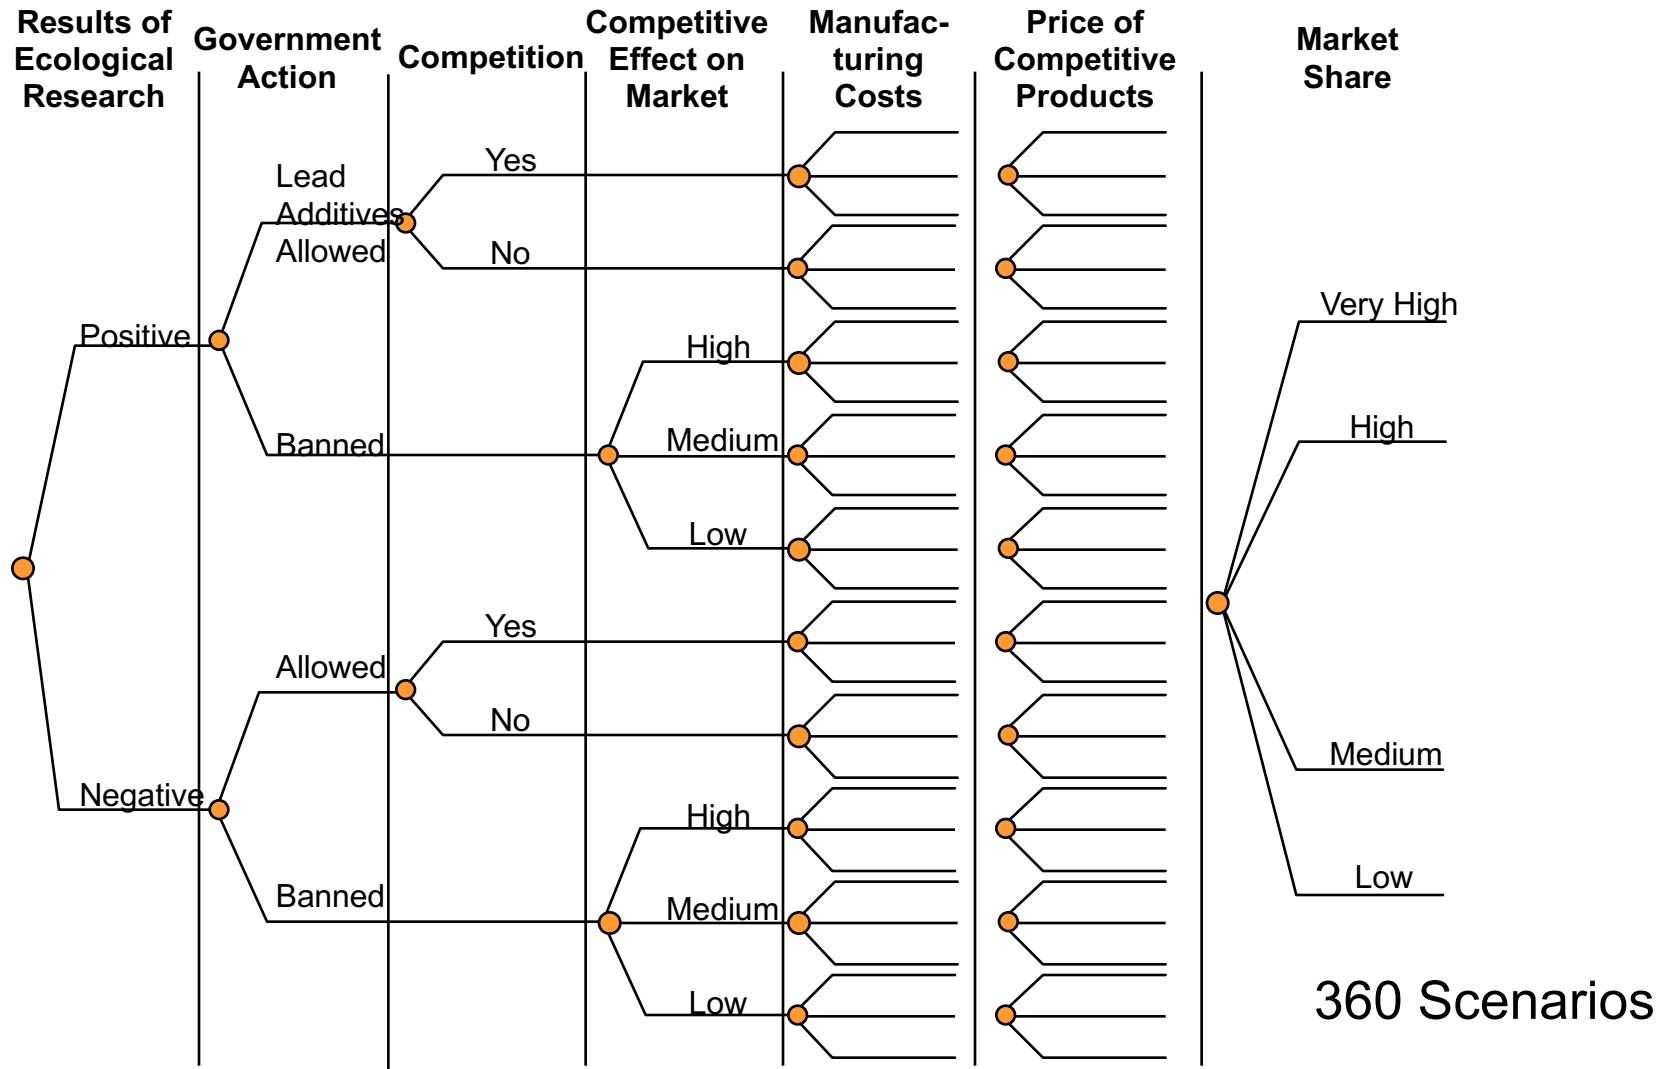 Results of
Ecological
Research
Government
Action
Competition
Competitive
Effect on
Market
Manufac-
turing
Costs
Price of
Competitive
Products
Market
Share
Lead
Additives
Allowed
Yes
No
Positive
High
Banned
Medium
Low
Very High
High
Yes
Allowed
No
Negative
High
Banned
Medium
Low
Medium
Low
360 Scenarios